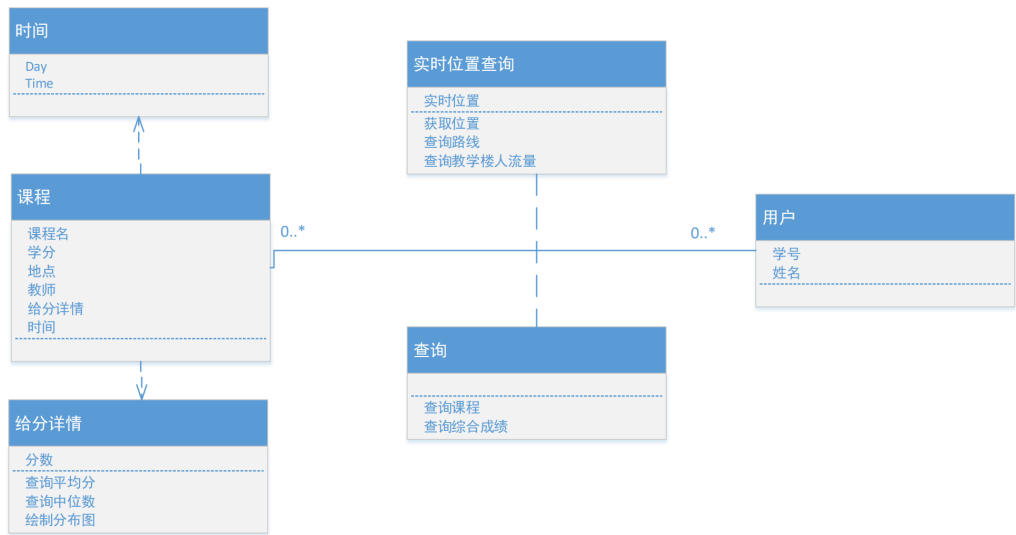 时间
Day
Time
课程
课程名
学分
地点
教师
给分详情
时间
给分详情
分数
查询平均分
查询中位数
绘制分布图
实时位置查询
实时位置
获取位置
查询路线
查询教学楼人流量
0..*
0..*
查询
查询课程
查询综合成绩
用户
学号
姓名